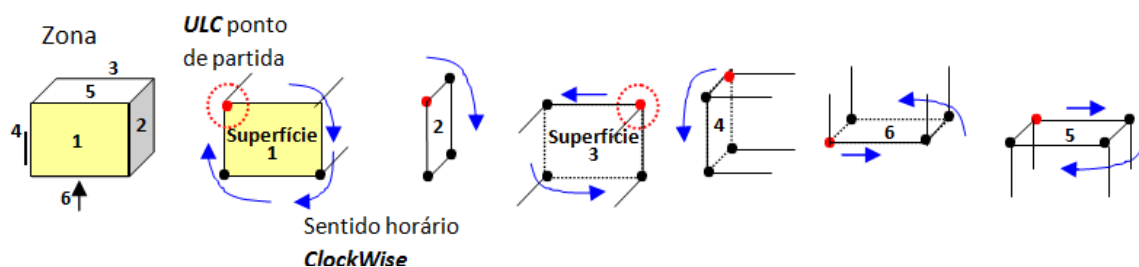 Zona
ULC ponto
de partida
3
5
4
1
2
6
Superfície
1
2
Superfície
3
4
6
5
Sentido horário
ClockWise